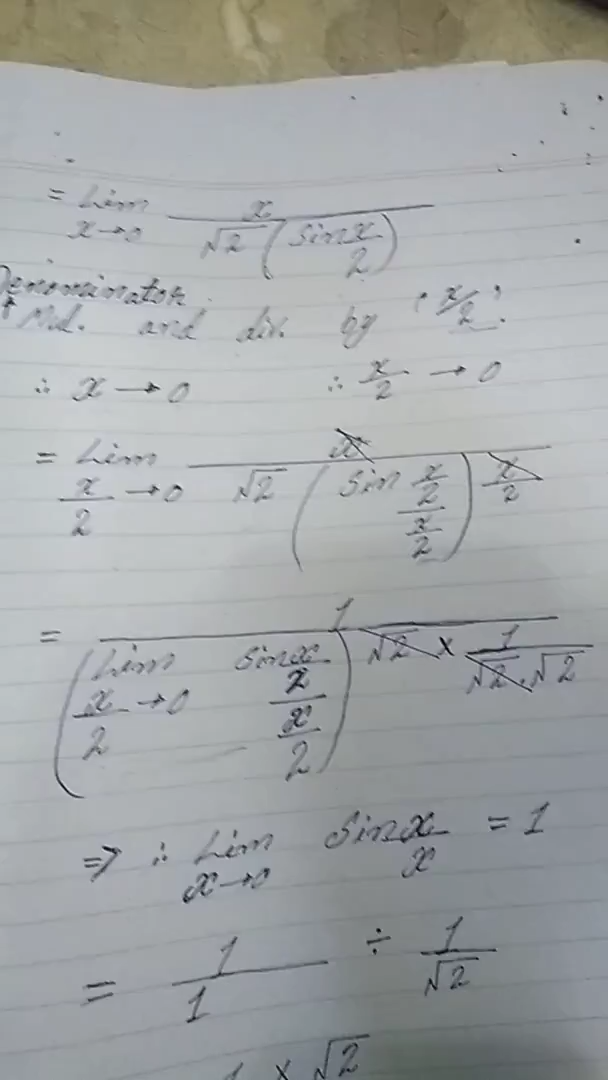 = Lim x→0 x / √2 (sin x/2)
Denominator
Mul. and div. by 'x/2'.
∴ x → 0 ∴ x/2 → 0
= Lim x/2→0 x / √2 (sin x/2 / x/2) x/2
= 1 / (Lim x/2→0 sin x/2 / x/2) √2 × 1/√2.√2
=> ∴ Lim x→0 sin x / x = 1
= 1/1 ÷ 1/√2
1 × √2